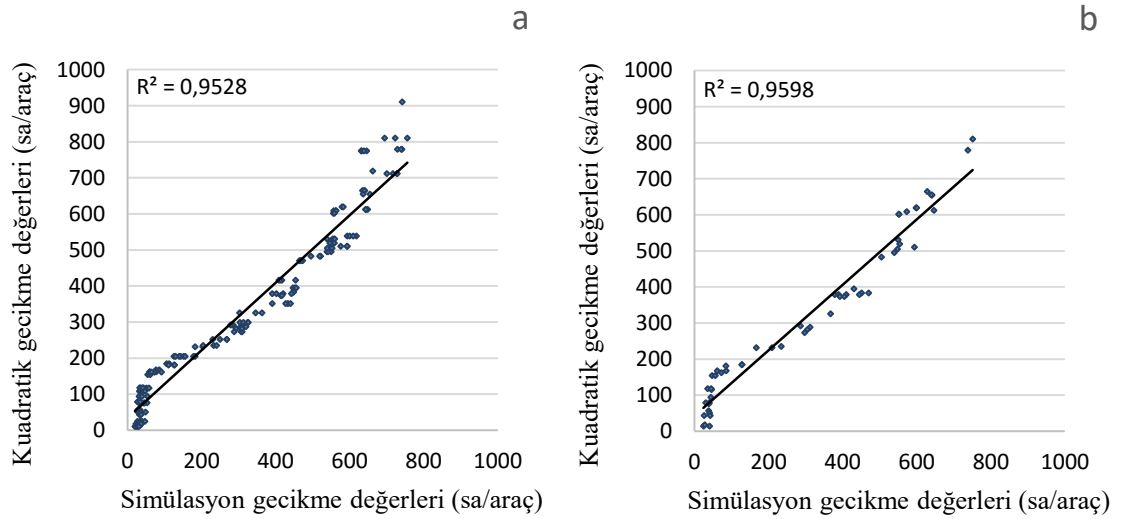 a
R² = 0,9528
Kuadratik gecikme değerleri (sa/araç)
1000
900
800
700
600
500
400
300
200
100
0
0 200 400 600 800 1000
Simülasyon gecikme değerleri (sa/araç)
b
R² = 0,9598
Kuadratik gecikme değerleri (sa/araç)
1000
900
800
700
600
500
400
300
200
100
0
0 200 400 600 800 1000
Simülasyon gecikme değerleri (sa/araç)